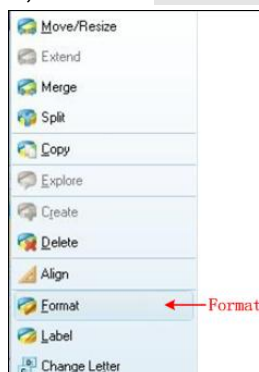 Move/Resize
Extend
Merge
Split
Copy
Explore
Create
Delete
Align
Format Format
Label
Change Letter